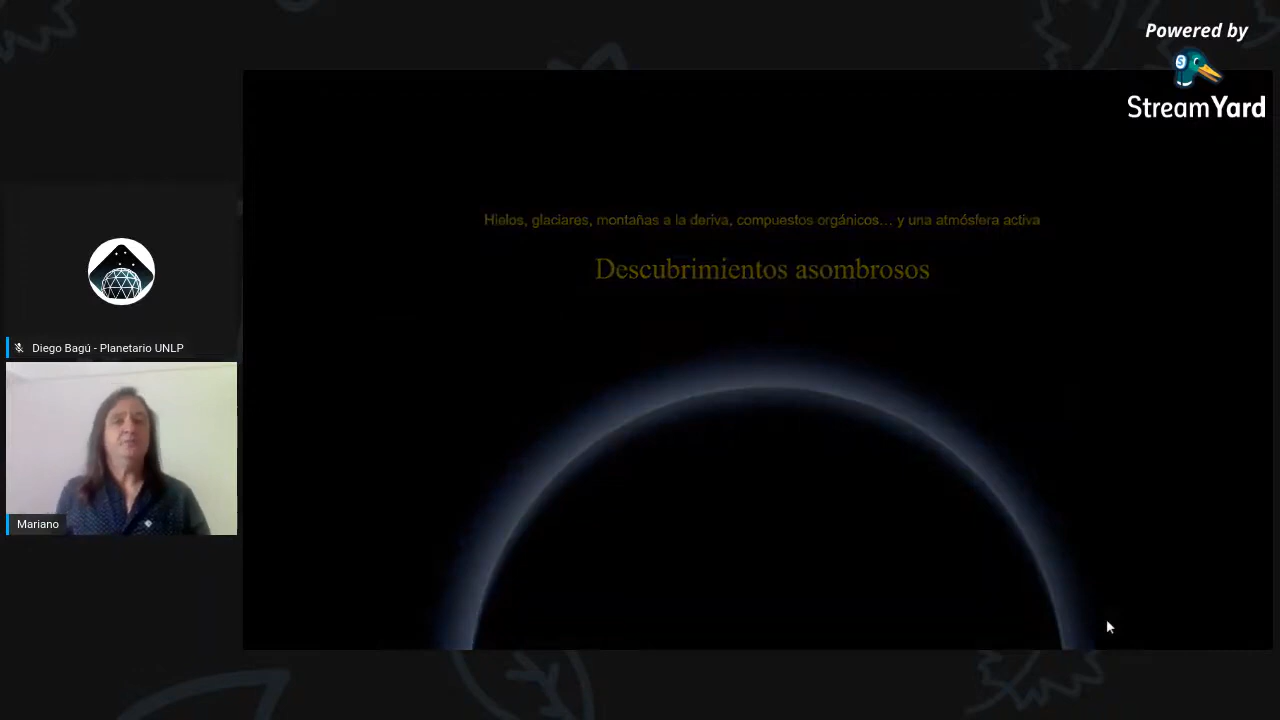 Powered by
S
StreamYard
Hielos, glaciares, montañas a la deriva, compuestos orgánicos... y una atmósfera activa
Descubrimientos asombrosos
Diego Bagú - Planetario UNLP
Mariano